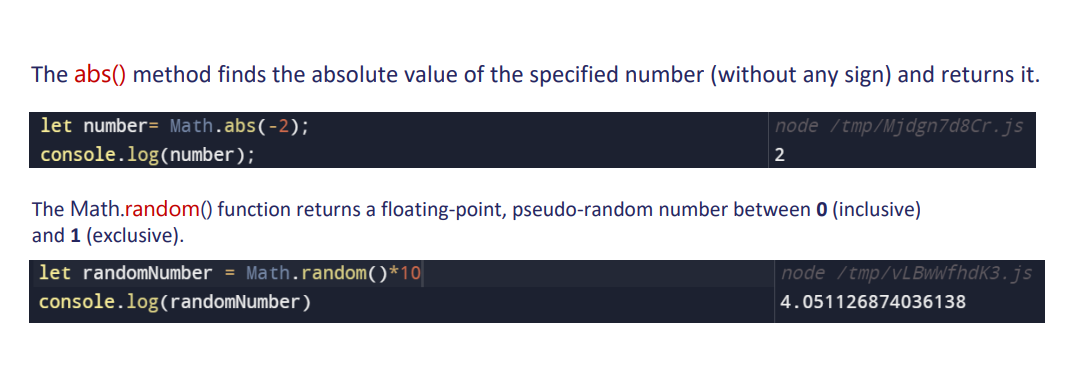 The abs() method finds the absolute value of the specified number (without any sign) and returns it.
let number= Math.abs(-2);
node /tmp/Mjdgn7d8Cr.js
console.log(number);
2
The Math.random() function returns a floating-point, pseudo-random number between 0 (inclusive)
and 1 (exclusive).
let randomNumber = Math.random()*10
node /tmp/vLBwWfhdK3.js
console.log(randomNumber)
4.051126874036138